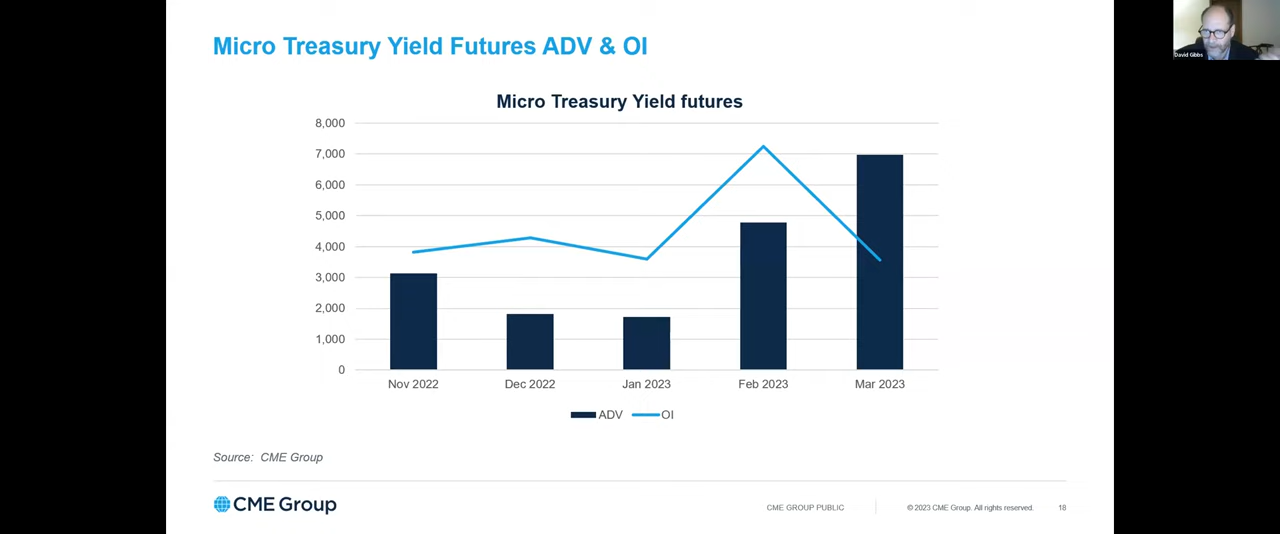 Micro Treasury Yield Futures ADV & OI
David Gibbs
Micro Treasury Yield futures
8,000
7,000
6,000
5,000
4,000
3,000
2,000
1,000
0
Nov 2022 Dec 2022 Jan 2023 Feb 2023 Mar 2023
ADV OI
Source: CME Group
CME Group
CME GROUP PUBLIC
© 2023 CME Group. All rights reserved.
18